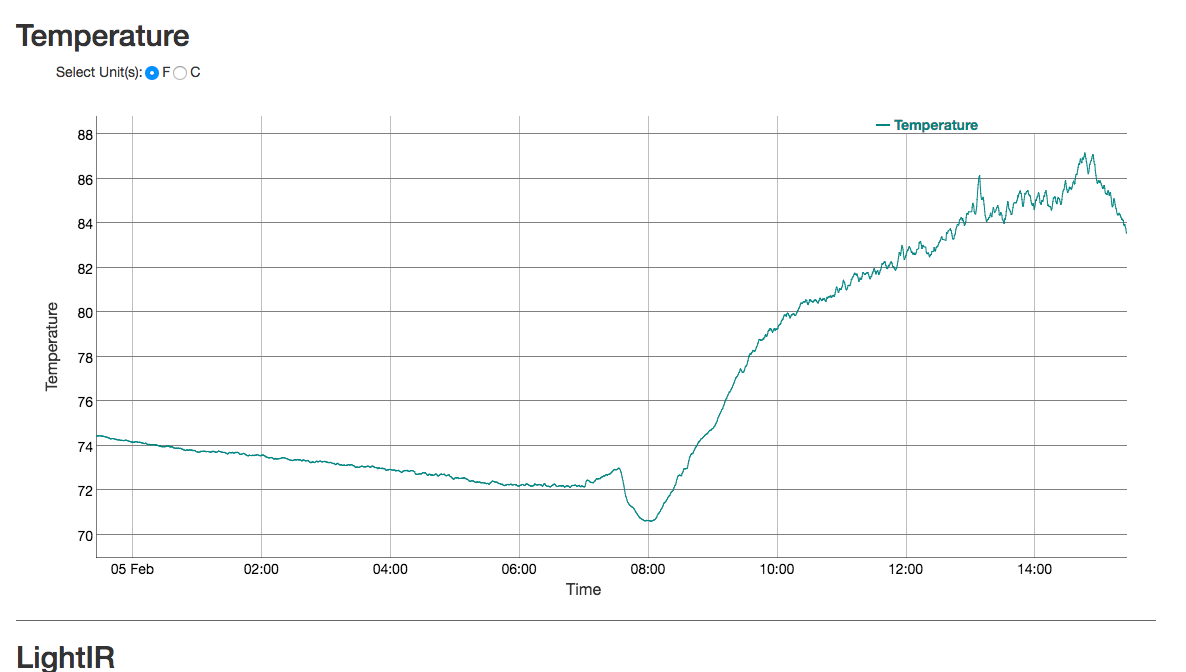 Temperature
Select Unit(s): F C
Temperature
88
86
84
82
80
78
76
74
72
70
Temperature
05 Feb 02:00 04:00 06:00 08:00 10:00 12:00 14:00
Time
LightIR